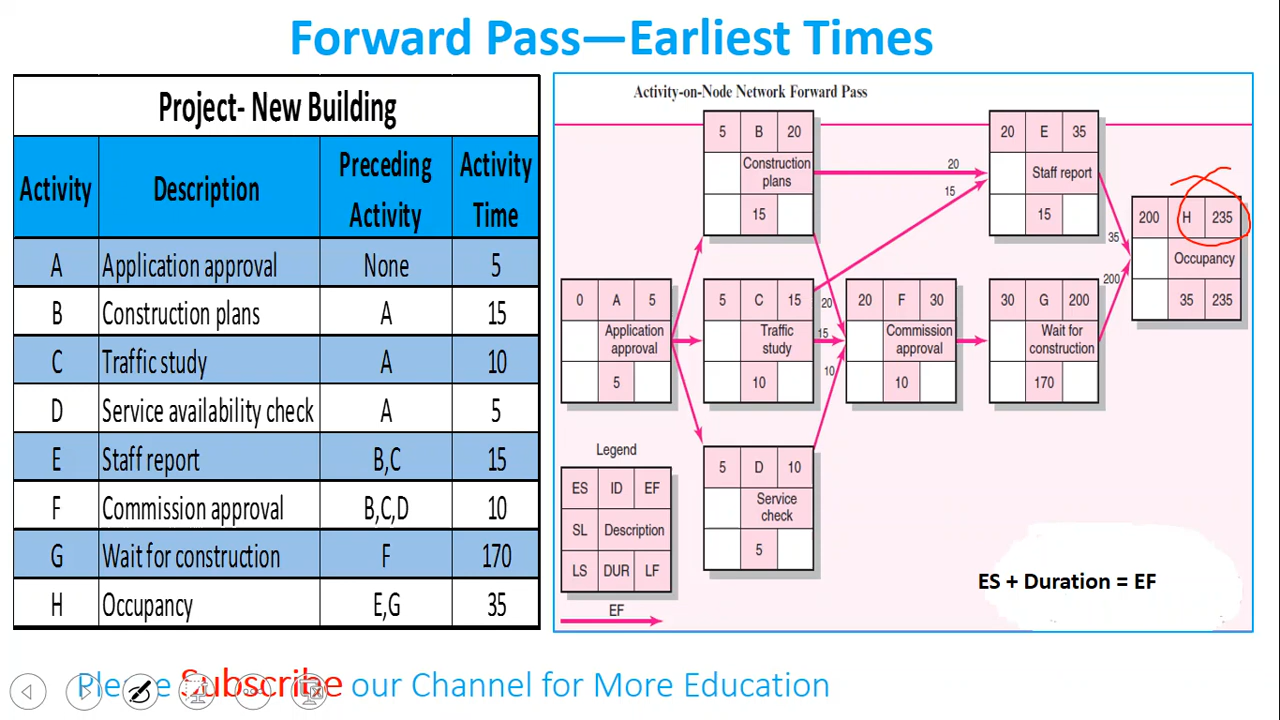 Forward Pass—Earliest Times
Project- New Building
Activity Description Preceding Activity Activity Time
A Application approval None 5
B Construction plans A 15
C Traffic study A 10
D Service availability check A 5
E Staff report B,C 15
F Commission approval B,C,D 10
G Wait for construction F 170
H Occupancy E,G 35
Activity-on-Node Network Forward Pass
5 B 20
Construction
plans
15
20
15
20 E 35
Staff report
15
35
200 H 235
Occupancy
35 235
200
0 A 5
Application
approval
5
5 C 15
Traffic
study
10
20
15
10
20 F 30
Commission
approval
10
30 G 200
Wait for
construction
170
5 D 10
Service
check
5
Legend
ES ID EF
SL Description
LS DUR LF
EF
ES + Duration = EF
Please Subscribe our Channel for More Education